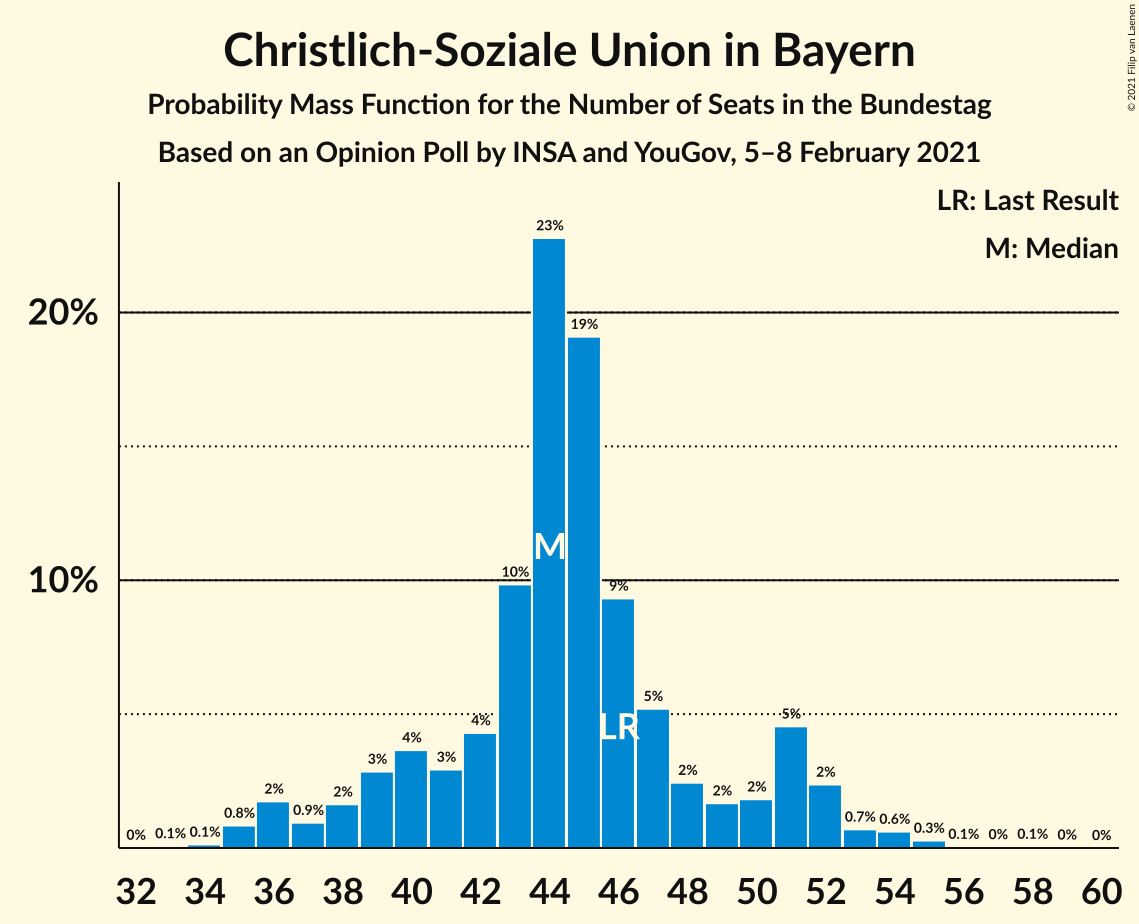 Christlich-Soziale Union in Bayern
Probability Mass Function for the Number of Seats in the Bundestag
Based on an Opinion Poll by INSA and YouGov, 5–8 February 2021
© 2021 Filip van Laenen
LR: Last Result
M: Median
20%
10%
0% 0.1% 0.1% 0.8% 2% 0.9% 2% 3% 4% 3% 4% 10% 23% 19% 9% 5% 2% 2% 2% 5% 2% 0.7% 0.6% 0.3% 0.1% 0% 0.1% 0% 0%
M
LR
32 34 36 38 40 42 44 46 48 50 52 54 56 58 60